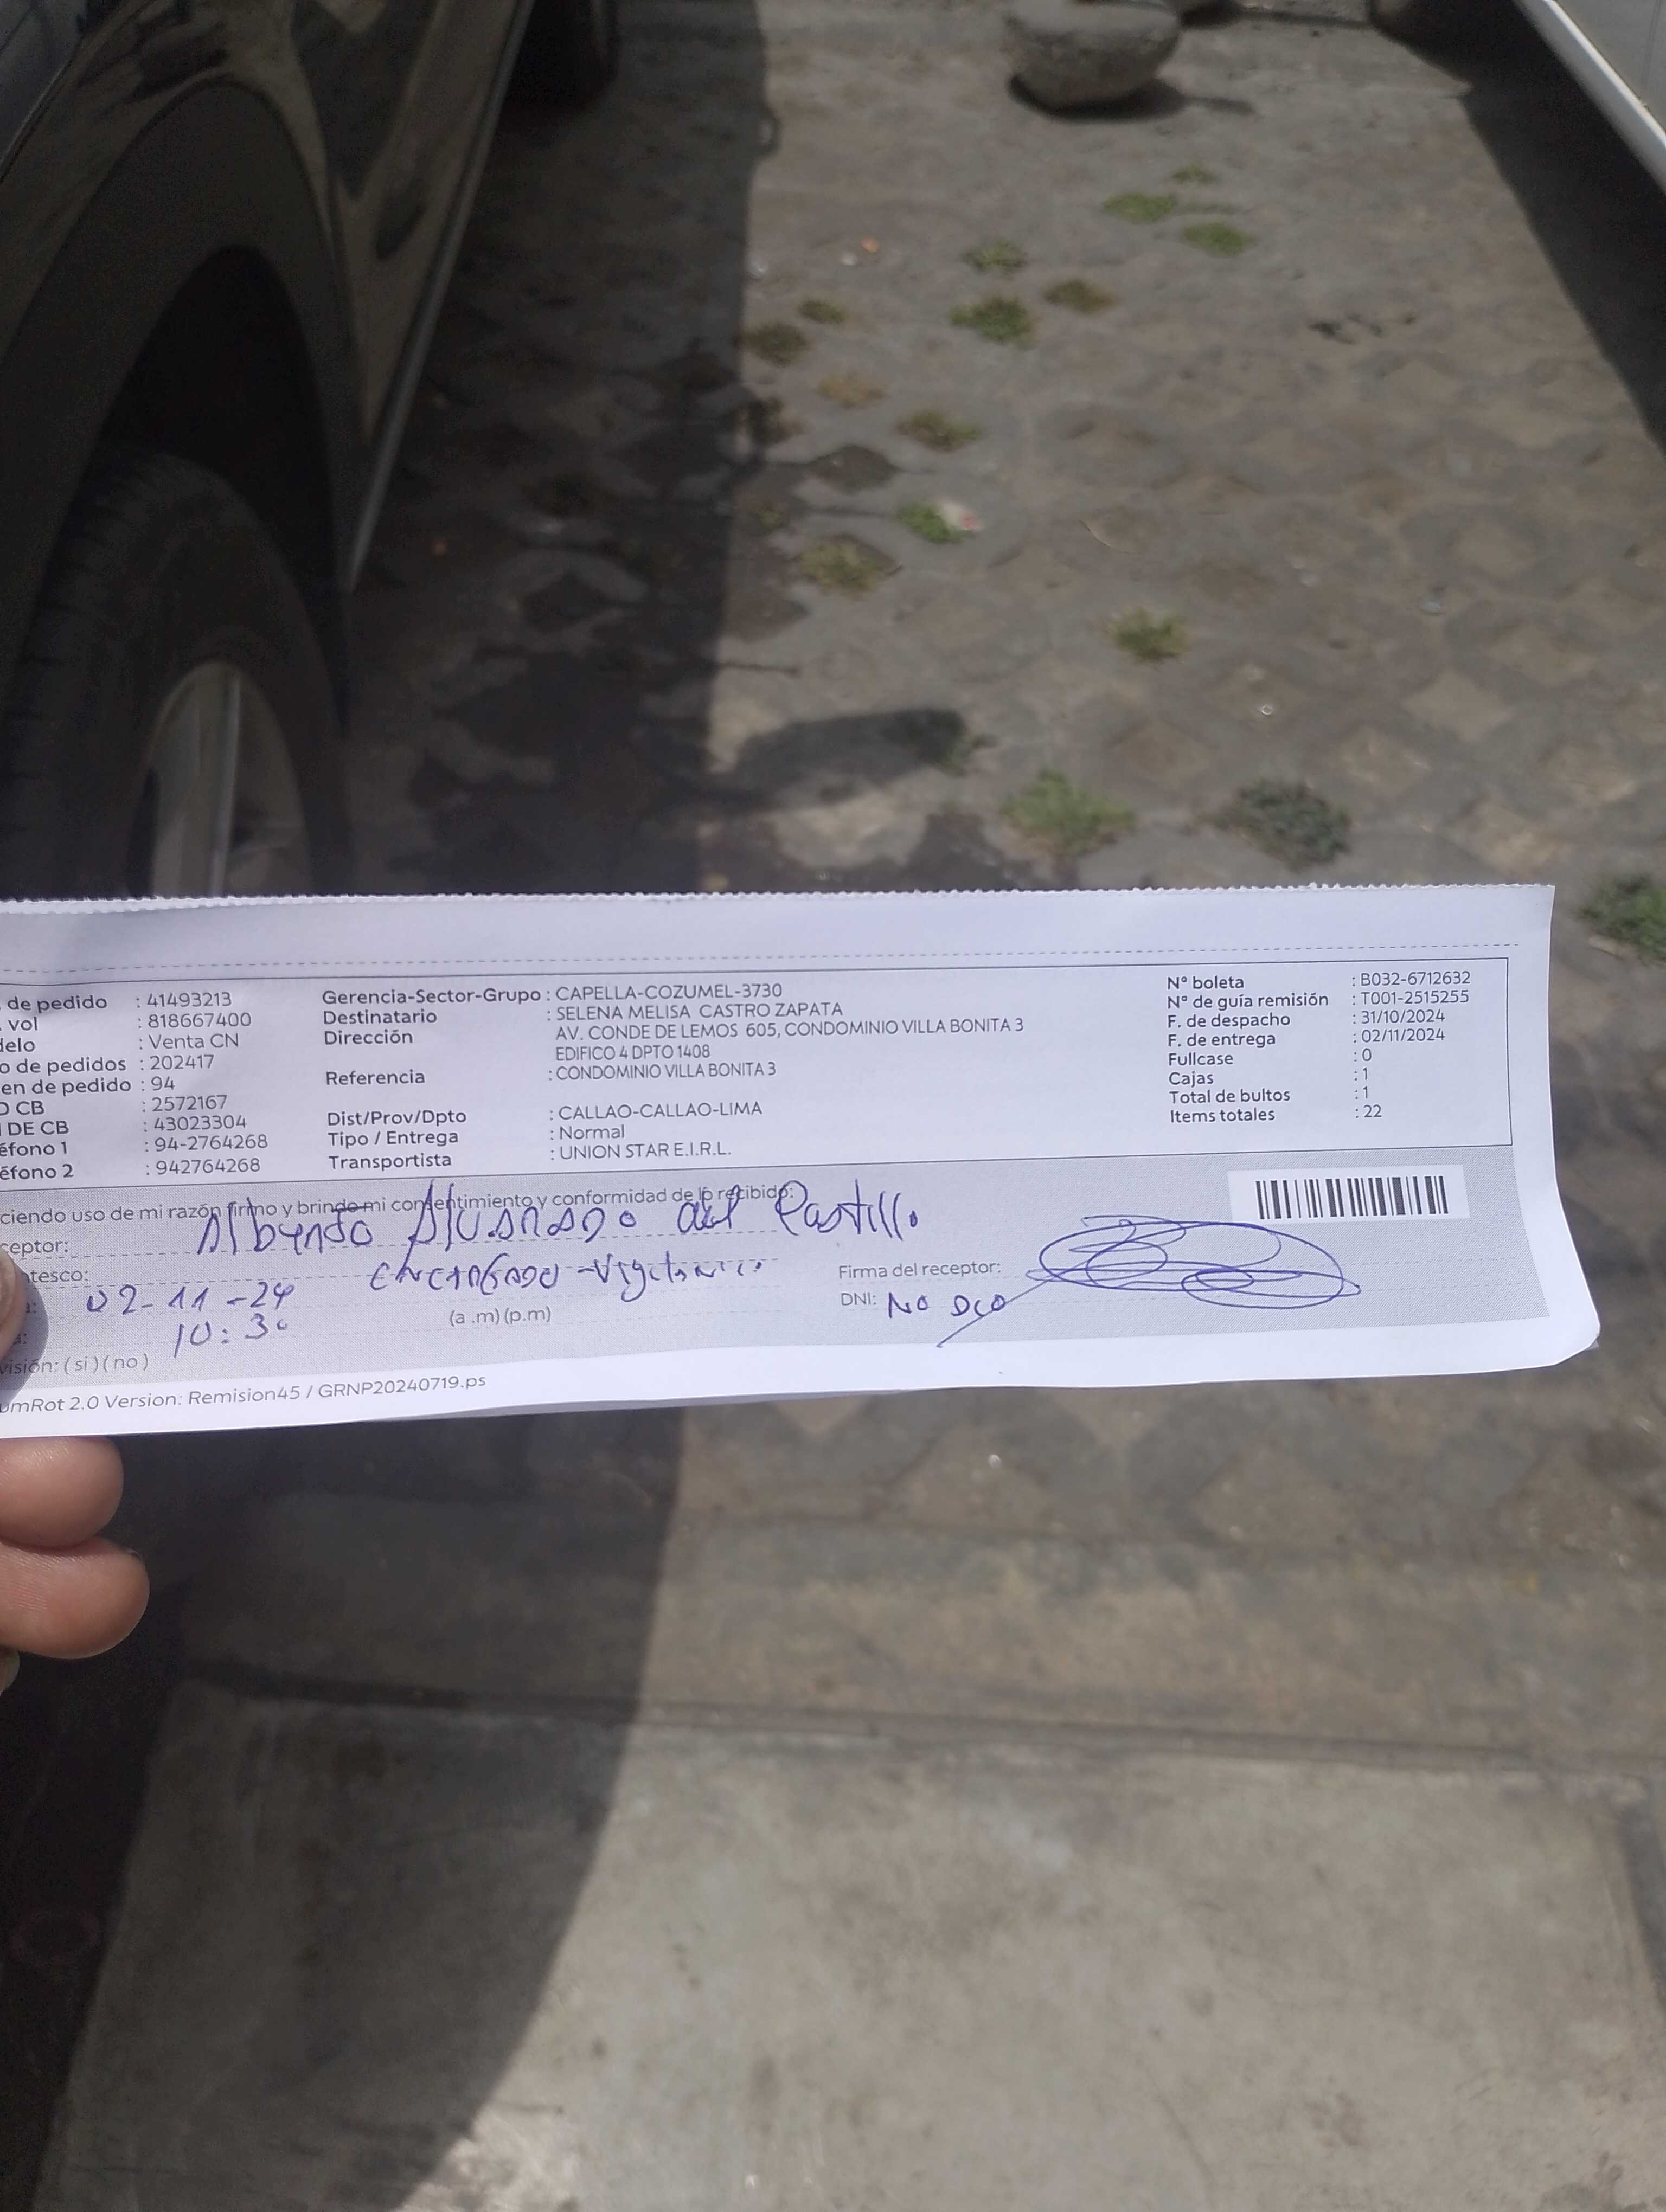 de pedido : 41493213
vol : 818667400
delo : Venta CN
o de pedidos : 202417
en de pedido : 94
O CB : 2572167
DE CB : 43023304
éfono 1 : 94-2764268
éfono 2 : 942764268
Gerencia-Sector-Grupo : CAPELLA-COZUMEL-3730
Destinatario : SELENA MELISA CASTRO ZAPATA
Dirección AV. CONDE DE LEMOS 605, CONDOMINIO VILLA BONITA 3
EDIFICO 4 DPTO 1408
Referencia : CONDOMINIO VILLA BONITA 3
Dist/Prov/Dpto : CALLAO-CALLAO-LIMA
Tipo / Entrega : Normal
Transportista : UNION STAR E.I.R.L.
Nº boleta : B032-6712632
Nº de guía remisión : T001-2515255
F. de despacho : 31/10/2024
F. de entrega : 02/11/2024
Fullcase : 0
Cajas : 1
Total de bultos : 1
Items totales : 22
ciendo uso de mi razón firmo y brindo mi consentimiento y conformidad de lo recibido:
ceptor: del
tesco: encargado - Vigilancia
02-11-24
10:30 (a .m) (p.m)
Firma del receptor:
DNI: No Dio
visión: ( si ) ( no )
omRot 2.0 Version: Remision45 / GRNP20240719.ps